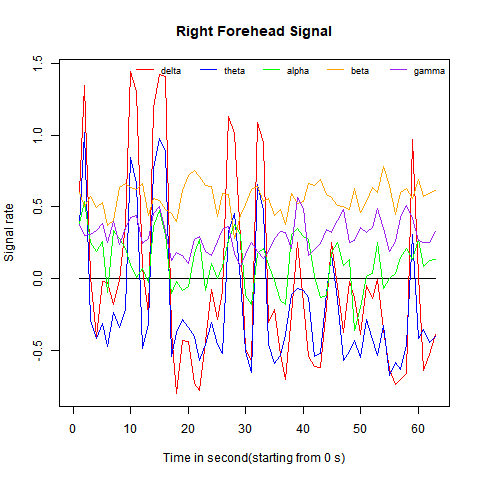 Right Forehead Signal
delta theta alpha beta gamma
Signal rate
1.5
1.0
0.5
0.0
-0.5
0 10 20 30 40 50 60
Time in second(starting from 0 s)